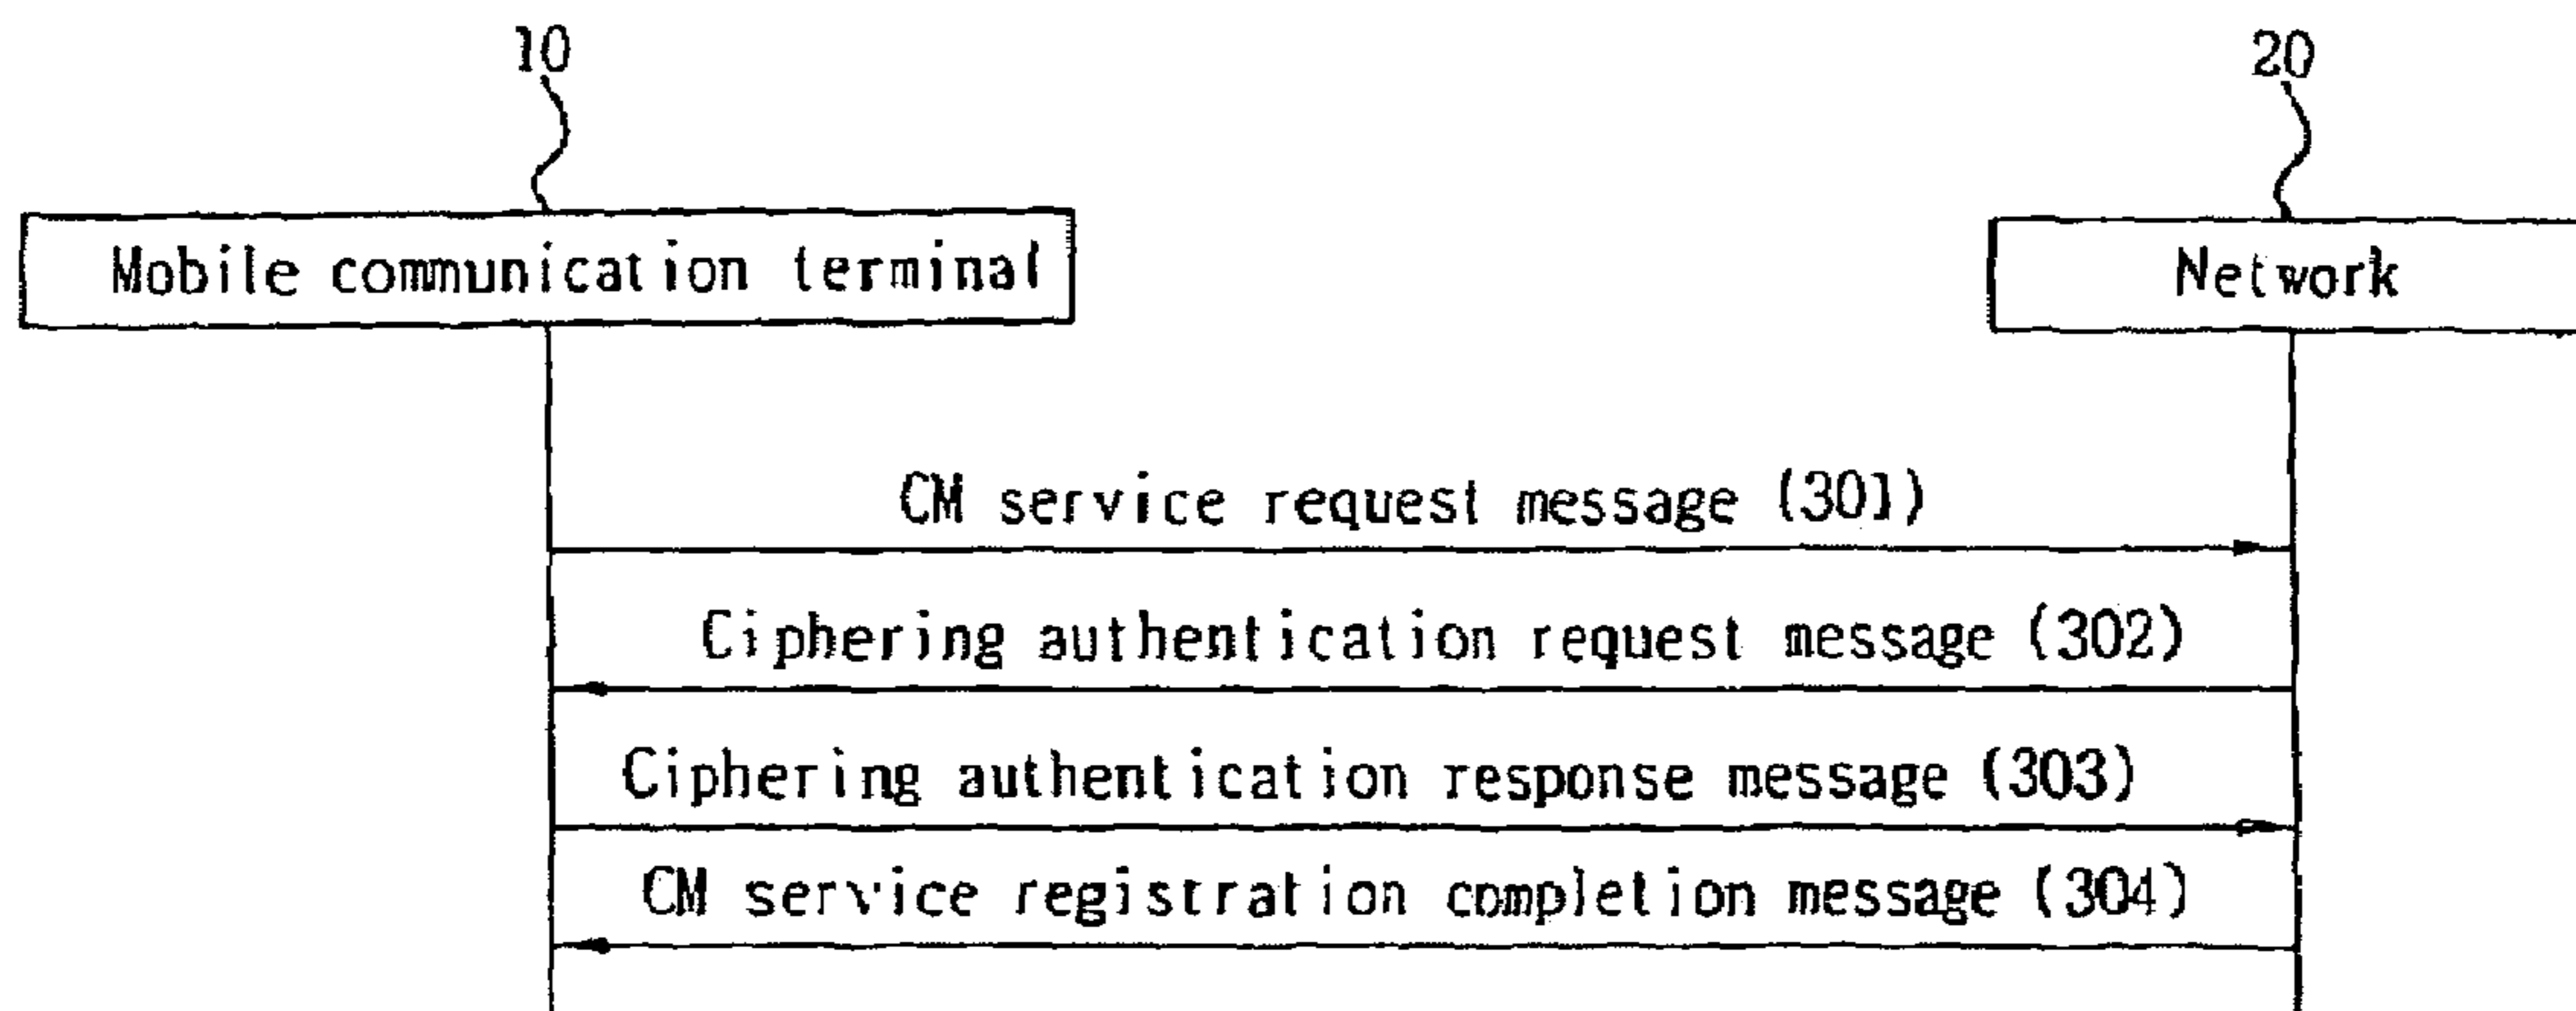 10
20
Mobile communication terminal
Network
CM service request message (301)
Ciphering authentication request message (302)
Ciphering authentication response message (303)
CM service registration completion message (304)